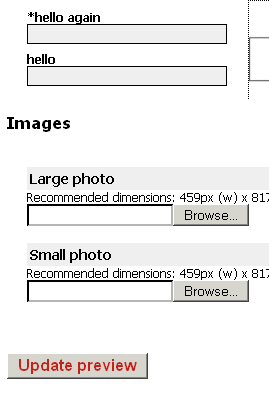 *hello again
hello
Images
Large photo
Recommended dimensions: 459px (w) x 817
Browse...
Small photo
Recommended dimensions: 459px (w) x 817
Browse...
Update preview